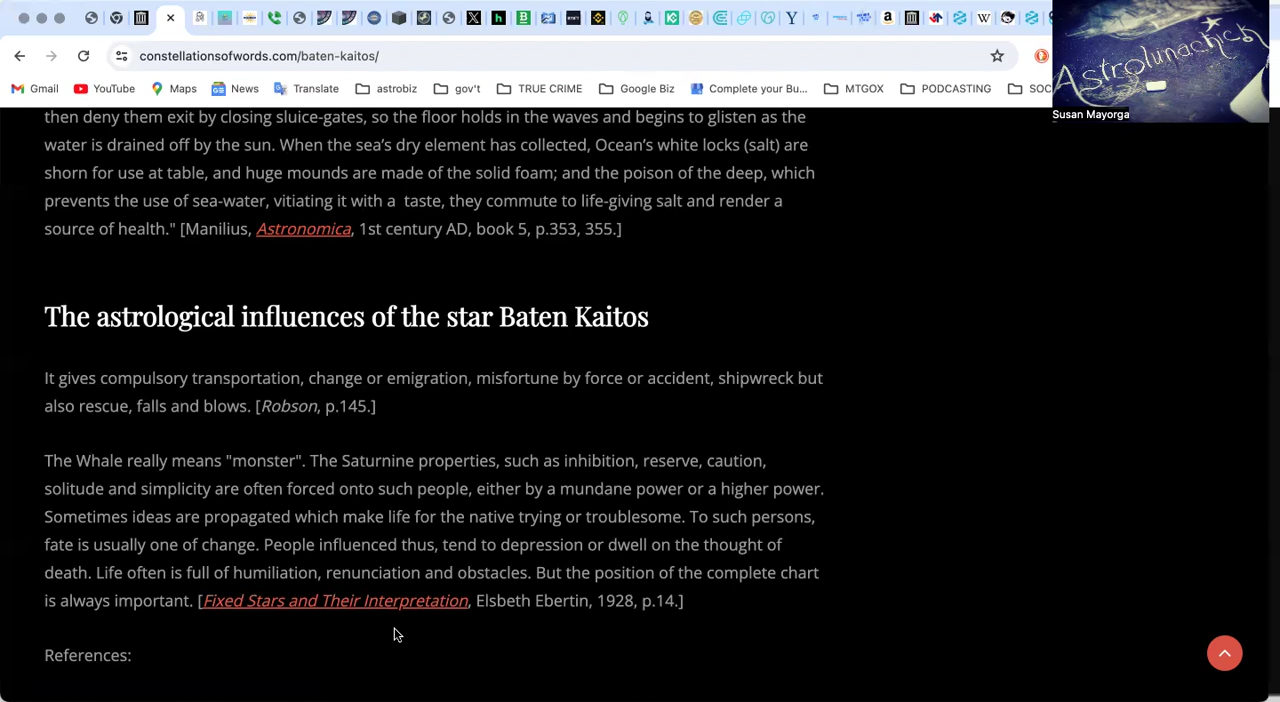 constellationsofwords.com/baten-kaitos/
Gmail YouTube Maps News Translate astrobiz gov't TRUE CRIME Google Biz Complete your Bu... MTGOX PODCASTING SOC
Astrolunachick
Susan Mayorga
then deny them exit by closing sluice-gates, so the floor holds in the waves and begins to glisten as the
water is drained off by the sun. When the sea’s dry element has collected, Ocean’s white locks (salt) are
shorn for use at table, and huge mounds are made of the solid foam; and the poison of the deep, which
prevents the use of sea-water, vitiating it with a taste, they commute to life-giving salt and render a
source of health." [Manilius, Astronomica, 1st century AD, book 5, p.353, 355.]
The astrological influences of the star Baten Kaitos
It gives compulsory transportation, change or emigration, misfortune by force or accident, shipwreck but
also rescue, falls and blows. [Robson, p.145.]
The Whale really means "monster". The Saturnine properties, such as inhibition, reserve, caution,
solitude and simplicity are often forced onto such people, either by a mundane power or a higher power.
Sometimes ideas are propagated which make life for the native trying or troublesome. To such persons,
fate is usually one of change. People influenced thus, tend to depression or dwell on the thought of
death. Life often is full of humiliation, renunciation and obstacles. But the position of the complete chart
is always important. [Fixed Stars and Their Interpretation, Elsbeth Ebertin, 1928, p.14.]
References: